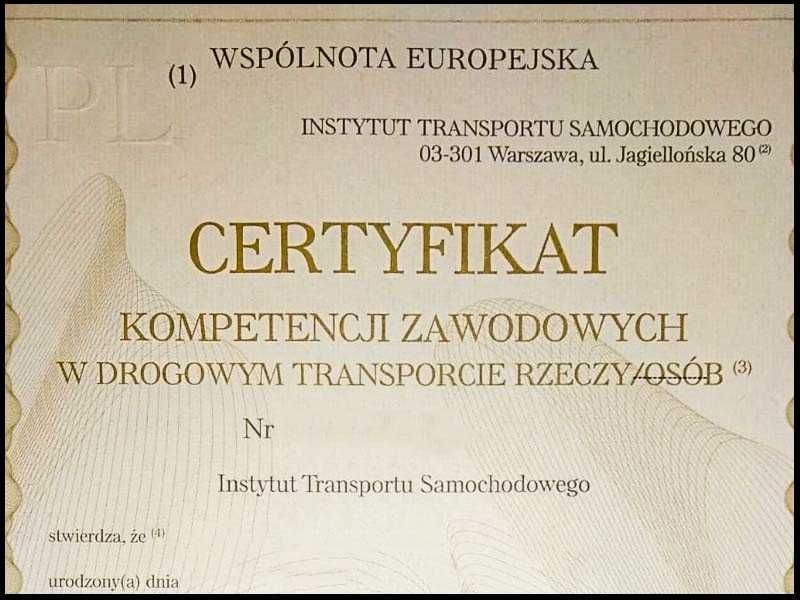 PL
(1) WSPÓLNOTA EUROPEJSKA
INSTYTUT TRANSPORTU SAMOCHODOWEGO
03-301 Warszawa, ul. Jagiellońska 80 (2)
CERTYFIKAT
KOMPETENCJI ZAWODOWYCH
W DROGOWYM TRANSPORCIE RZECZY/OSÓB (3)
Nr
Instytut Transportu Samochodowego
stwierdza, że (4)
urodzony(a) dnia